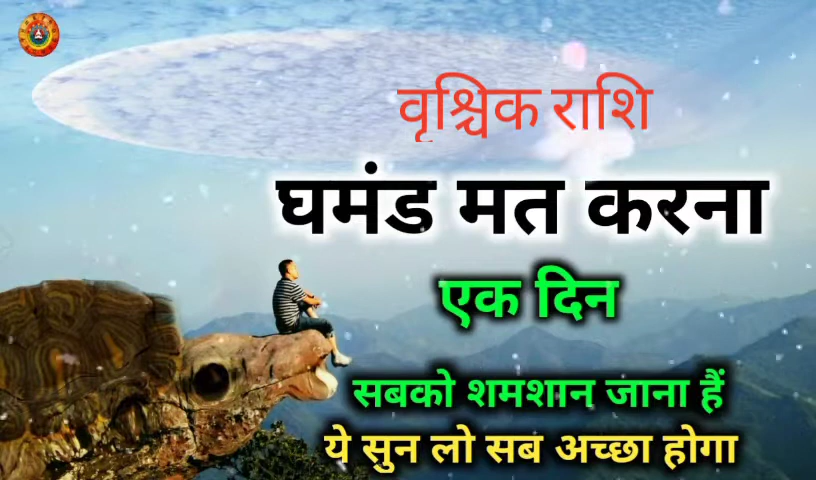 वृश्चिक राशि
घमंड मत करना
एक दिन
सबको शमशान जाना हैं
ये सुन लो सब अच्छा होगा